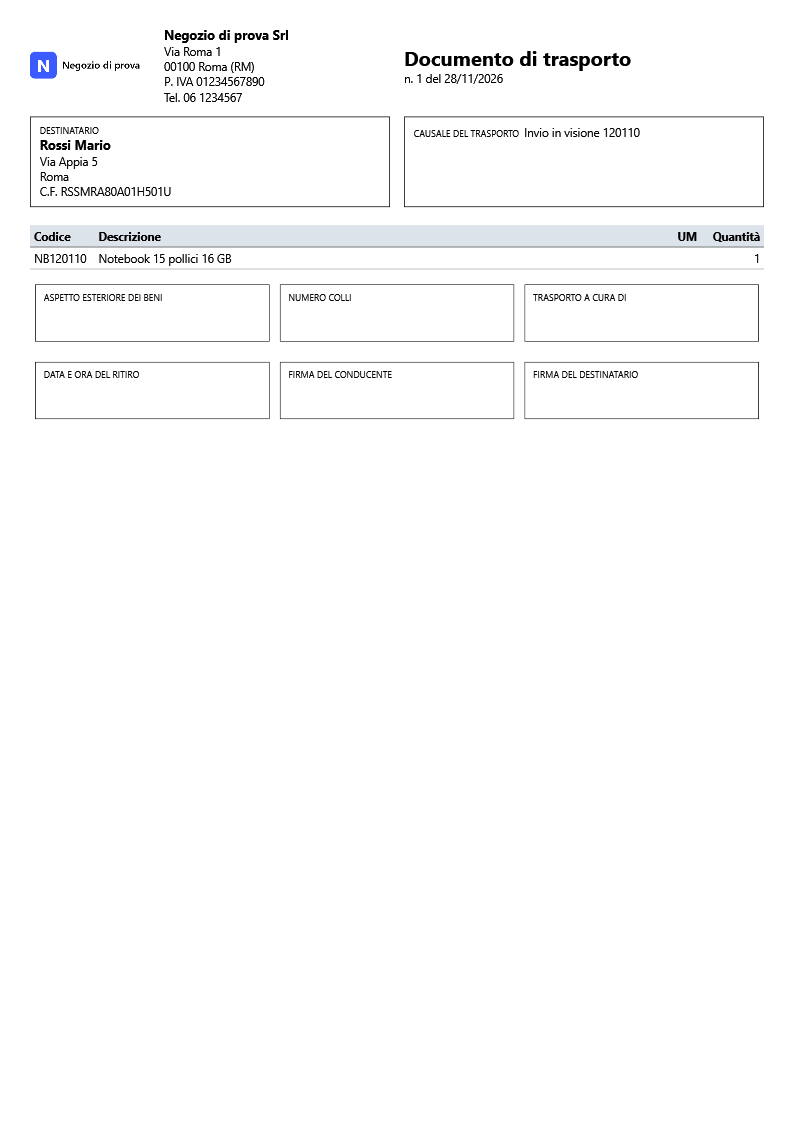 N Negozio di prova
Negozio di prova Srl
Via Roma 1
00100 Roma (RM)
P. IVA 01234567890
Tel. 06 1234567
Documento di trasporto
n. 1 del 28/11/2026
DESTINATARIO
Rossi Mario
Via Appia 5
Roma
C.F. RSSMRA80A01H501U
CAUSALE DEL TRASPORTO Invio in visione 120110
Codice Descrizione UM Quantità
NB120110 Notebook 15 pollici 16 GB 1
ASPETTO ESTERIORE DEI BENI NUMERO COLLI TRASPORTO A CURA DI
DATA E ORA DEL RITIRO FIRMA DEL CONDUCENTE FIRMA DEL DESTINATARIO